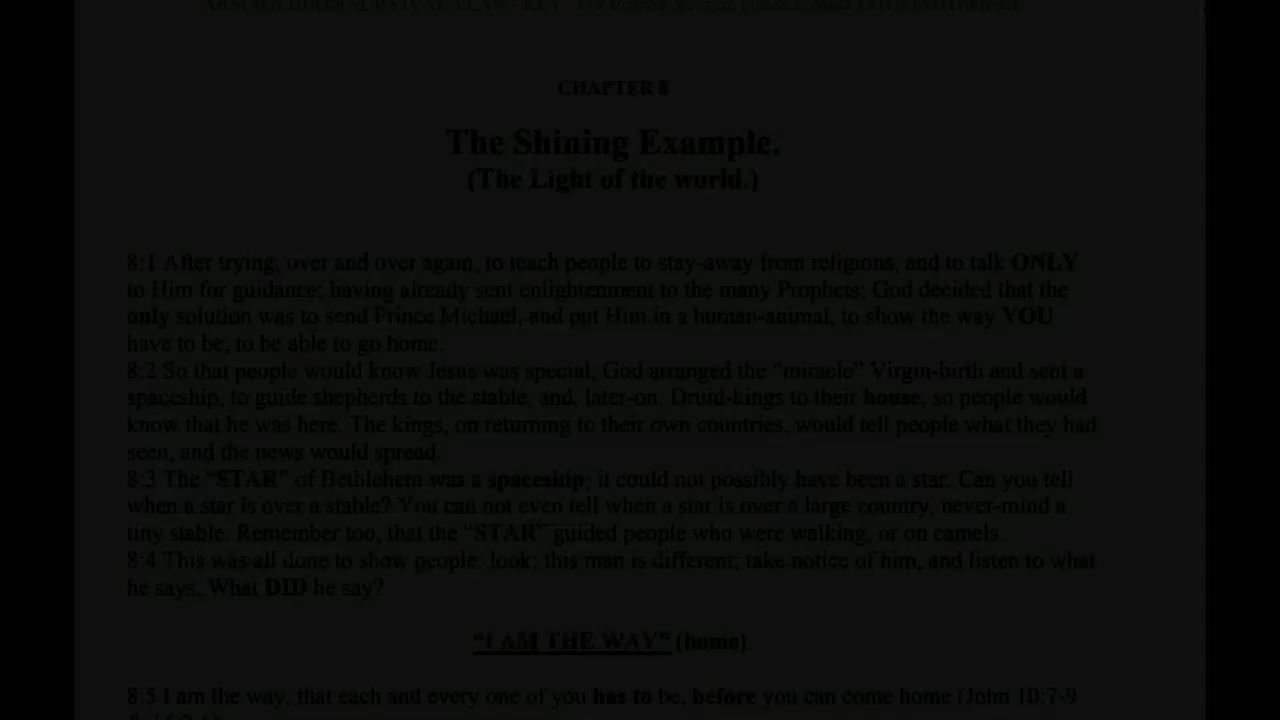 CHAPTER 8
The Shining Example.
(The Light of the world.)
8:1 After trying, over and over again, to teach people to stay-away from religions, and to talk ONLY
to Him for guidance; having already sent enlightenment to the many Prophets; God decided that the
only solution was to send Prince Michael, and put Him in a human-animal, to show the way YOU
have to be, to be able to go home.
8:2 So that people would know Jesus was special, God arranged the "miracle" Virgin-birth and sent a
spaceship, to guide shepherds to the stable, and, later-on, Druid-kings to their house, so people would
know that he was here. The kings, on returning to their own countries, would tell people what they had
seen, and the news would spread.
8:3 The "STAR" of Bethlehem was a spaceship; it could not possibly have been a star. Can you tell
when a star is over a stable? You can not even tell when a star is over a large country, never-mind a
tiny stable. Remember too, that the "STAR" guided people who were walking, or on camels.
8:4 This was all done to show people: look; this man is different; take notice of him, and listen to what
he says. What DID he say?
"I AM THE WAY" (home).
8:5 I am the way, that each and every one of you has to be, before you can come home (John 10:7-9